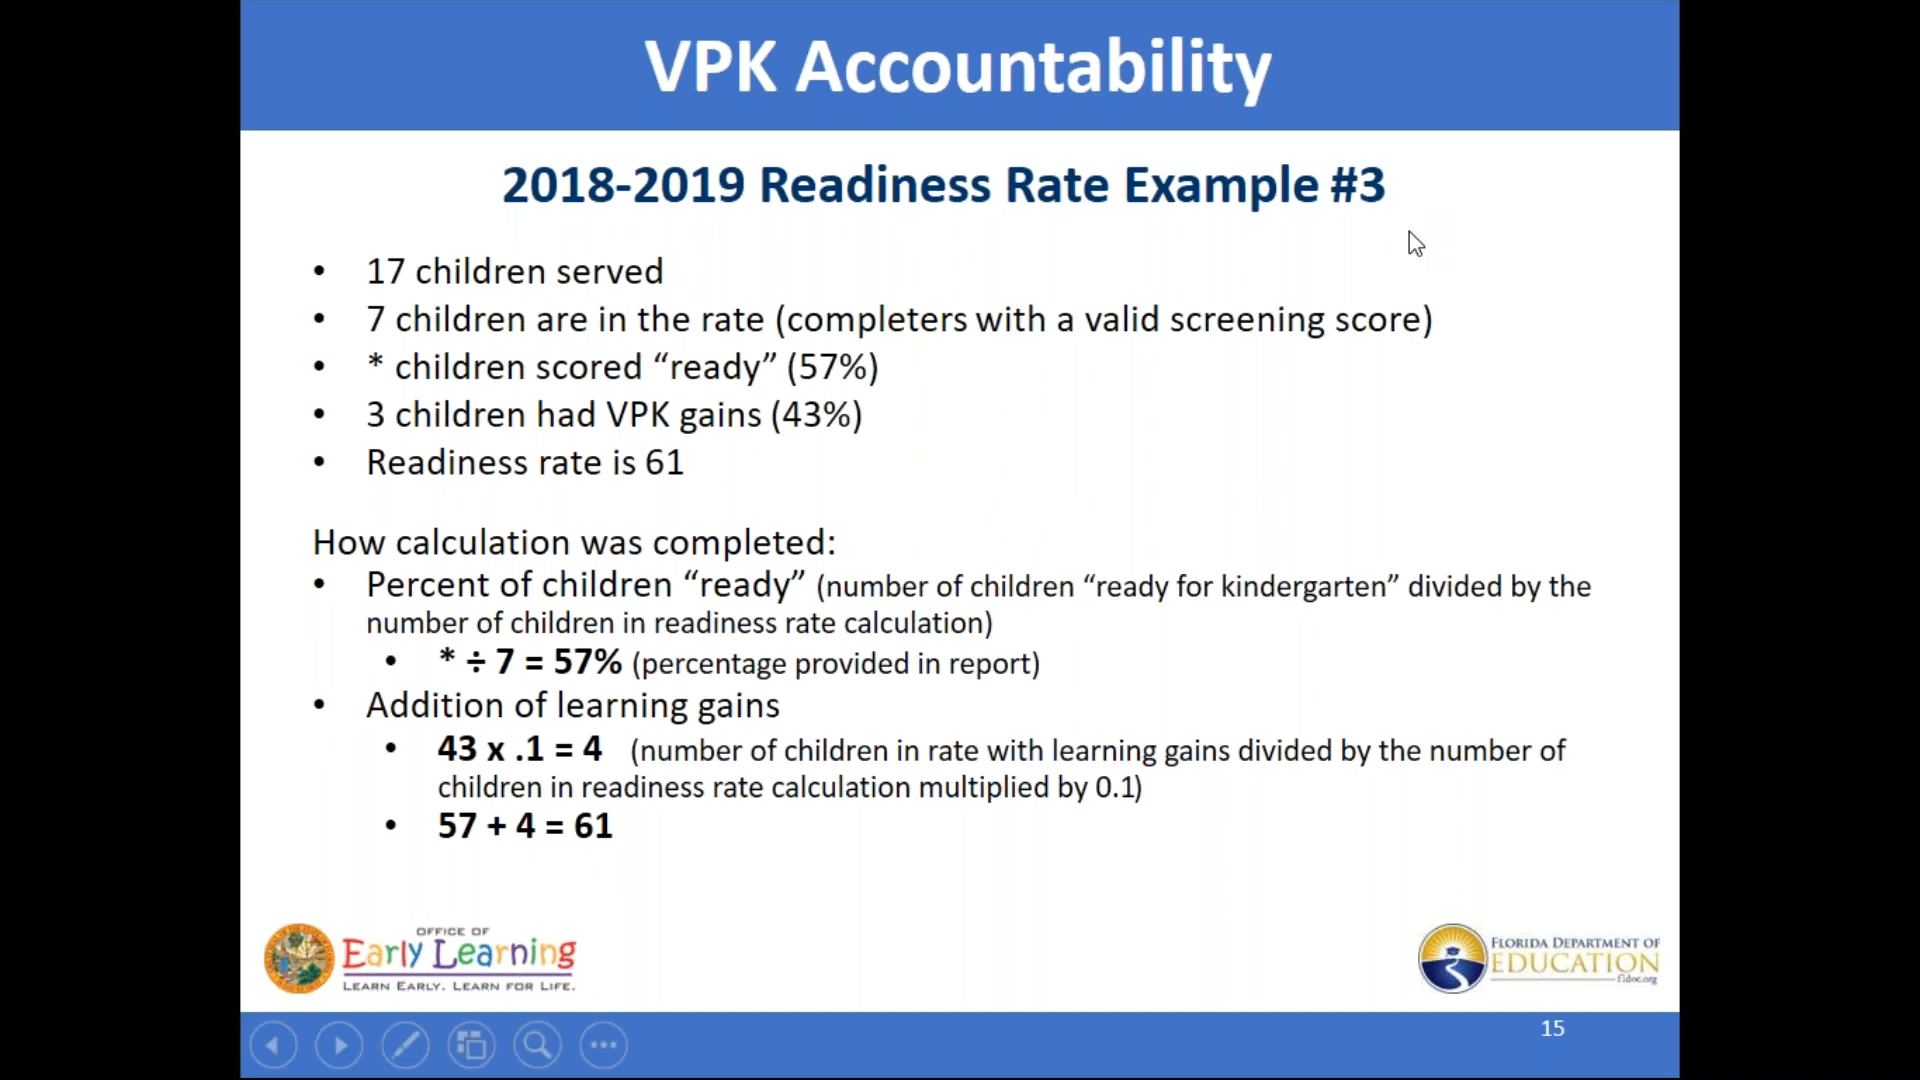 VPK Accountability
2018-2019 Readiness Rate Example #3
• 17 children served
• 7 children are in the rate (completers with a valid screening score)
• * children scored “ready” (57%)
• 3 children had VPK gains (43%)
• Readiness rate is 61
How calculation was completed:
• Percent of children “ready” (number of children “ready for kindergarten” divided by the
number of children in readiness rate calculation)
• * ÷ 7 = 57% (percentage provided in report)
• Addition of learning gains
• 43 x .1 = 4 (number of children in rate with learning gains divided by the number of
children in readiness rate calculation multiplied by 0.1)
• 57 + 4 = 61
OFFICE OF
Early Learning
LEARN EARLY. LEARN FOR LIFE.
FLORIDA DEPARTMENT OF
EDUCATION
fldoe.org
15